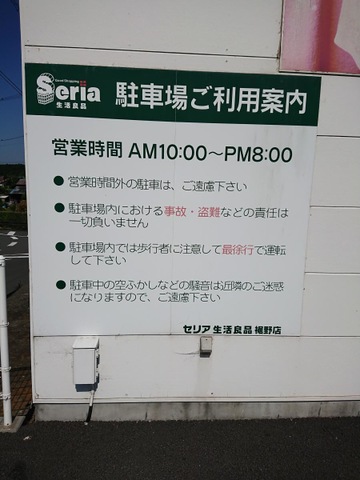 Good Shopping
Seria
生活良品
駐車場ご利用案内
営業時間 AM10:00～PM8:00
● 営業時間外の駐車は、ご遠慮下さい
● 駐車場内における事故・盗難などの責任は
一切負いません
● 駐車場内では歩行者に注意して最徐行で運転
して下さい
● 駐車中の空ふかしなどの騒音は近隣のご迷惑
になりますので、ご遠慮下さい
セリア 生活良品 裾野店